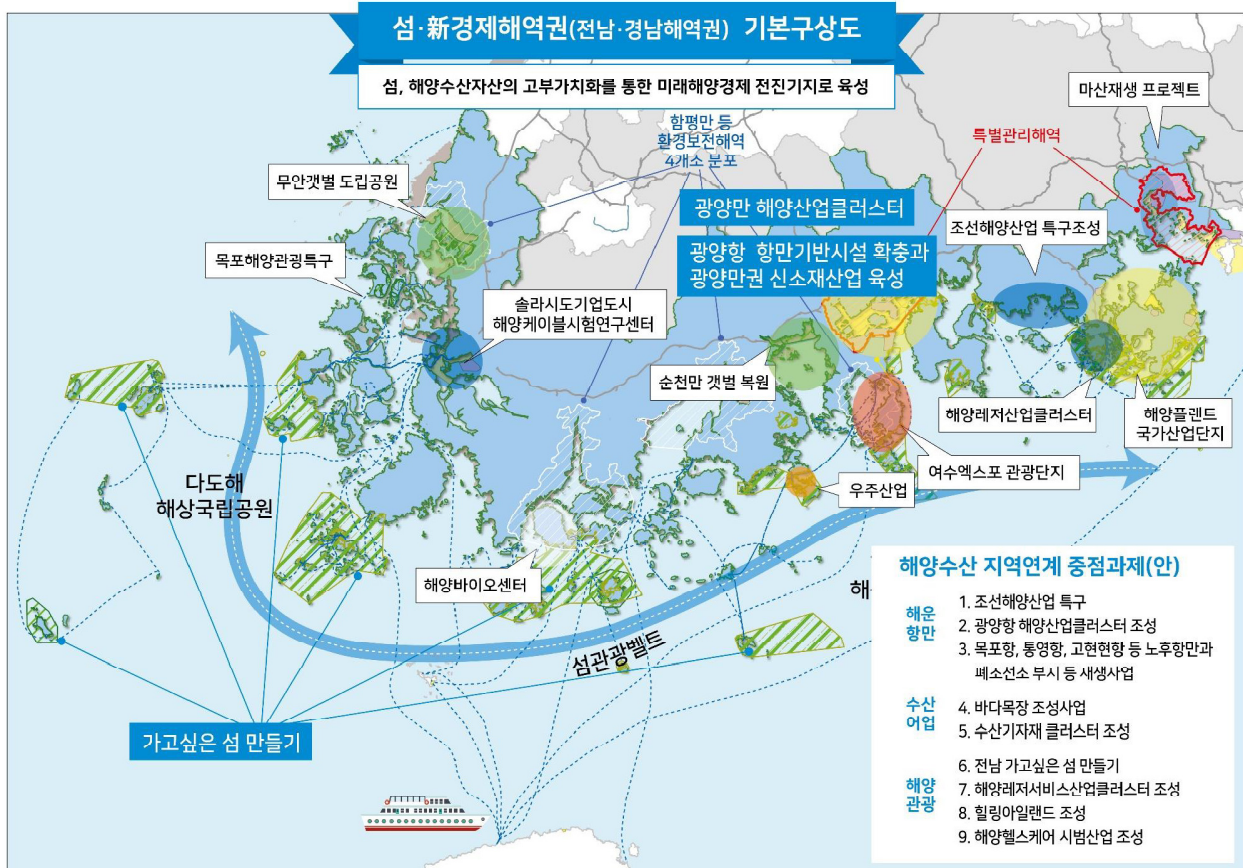 섬·新경제해역권(전남·경남해역권) 기본구상도
섬, 해양수산자산의 고부가가치화를 통한 미래해양경제 전진기지로 육성
마산재생 프로젝트
함평만 등
환경보전해역
4개소 분포
특별관리해역
무안갯벌 도립공원
광양만 해양산업클러스터
조선해양산업 특구조성
목포해양관광특구
광양항 항만기반시설 확충과
광양만권 신소재산업 육성
솔라시도기업도시
해양케이블시험연구센터
순천만 갯벌 복원
해양레저산업클러스터
해양플랜드
국가산업단지
여수엑스포 관광단지
우주산업
다도해
해상국립공원
해양바이오센터
해
섬관광벨트
가고싶은 섬 만들기
해양수산 지역연계 중점과제(안)
해운
항만
1. 조선해양산업 특구
2. 광양항 해양산업클러스터 조성
3. 목포항, 통영항, 고현현항 등 노후항만과
폐소선소 부시 등 새생사업
수산
어업
4. 바다목장 조성사업
5. 수산기자재 클러스터 조성
해양
관광
6. 전남 가고싶은 섬 만들기
7. 해양레저서비스산업클러스터 조성
8. 힐링아일랜드 조성
9. 해양헬스케어 시범산업 조성